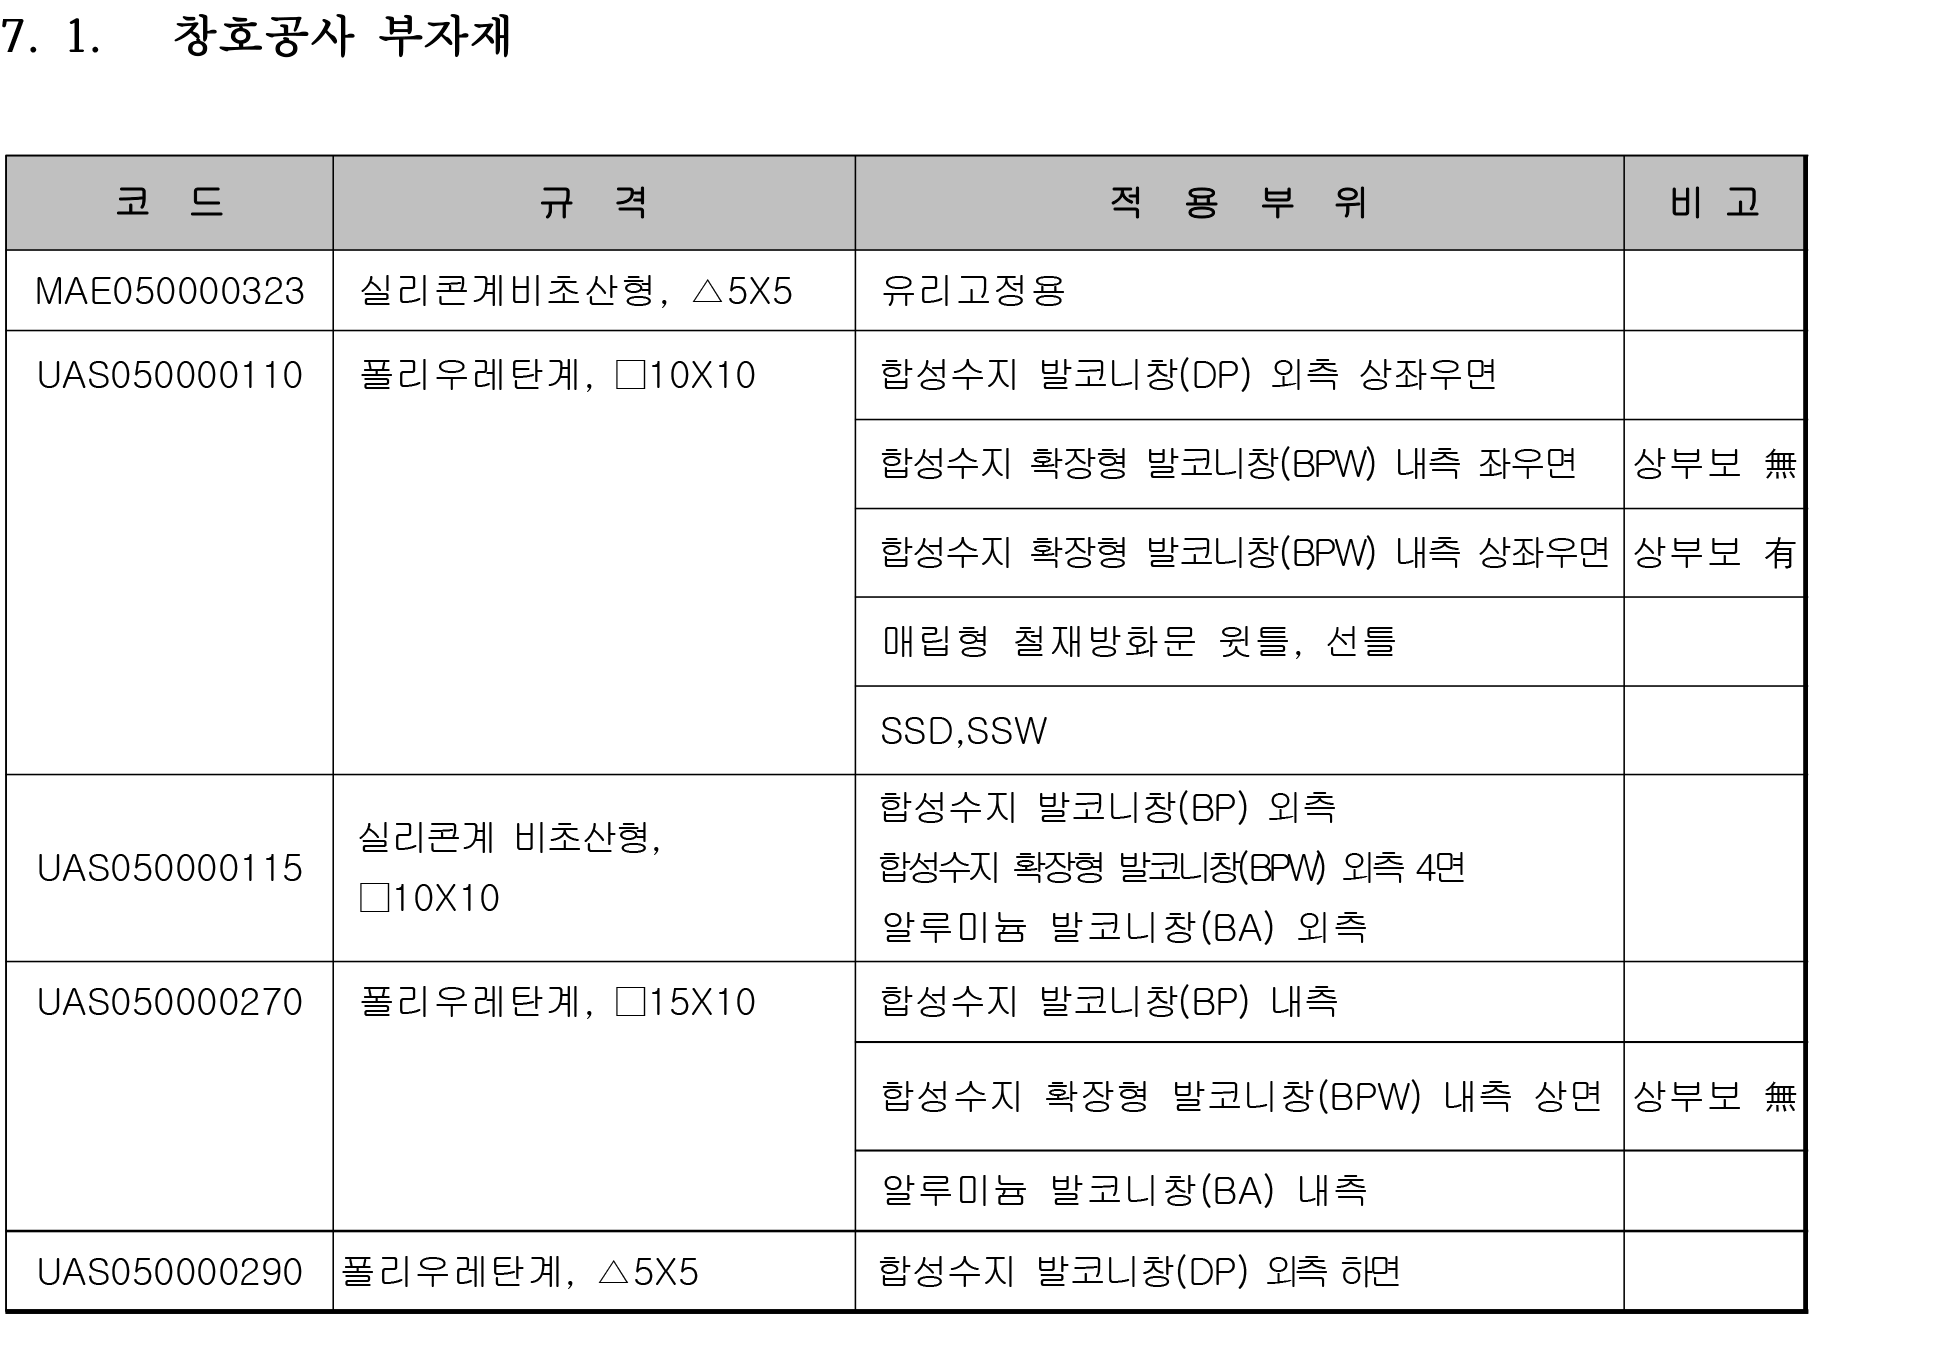 7. 1. 창호공사 부자재
코 드 규 격 적 용 부 위 비 고
MAE050000323 실리콘계비초산형, △5X5 유리고정용
UAS050000110 폴리우레탄계, □10X10 합성수지 발코니창(DP) 외측 상좌우면
합성수지 확장형 발코니창(BPW) 내측 좌우면 상부보 無
합성수지 확장형 발코니창(BPW) 내측 상좌우면 상부보 有
매립형 철재방화문 윗틀, 선틀
SSD,SSW
UAS050000115 실리콘계 비초산형,
□10X10
합성수지 발코니창(BP) 외측
합성수지 확장형 발코니창(BPW) 외측 4면
알루미늄 발코니창(BA) 외측
UAS050000270 폴리우레탄계, □15X10 합성수지 발코니창(BP) 내측
합성수지 확장형 발코니창(BPW) 내측 상면 상부보 無
알루미늄 발코니창(BA) 내측
UAS050000290 폴리우레탄계, △5X5 합성수지 발코니창(DP) 외측 하면